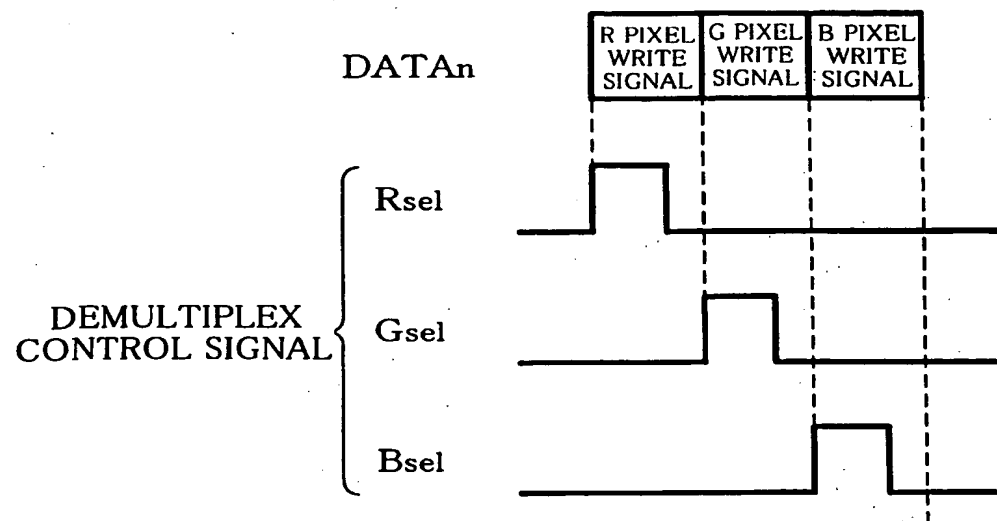 DATAn
R PIXEL
WRITE
SIGNAL
G PIXEL
WRITE
SIGNAL
B PIXEL
WRITE
SIGNAL
Rsel
DEMULTIPLEX
CONTROL SIGNAL
Gsel
Bsel